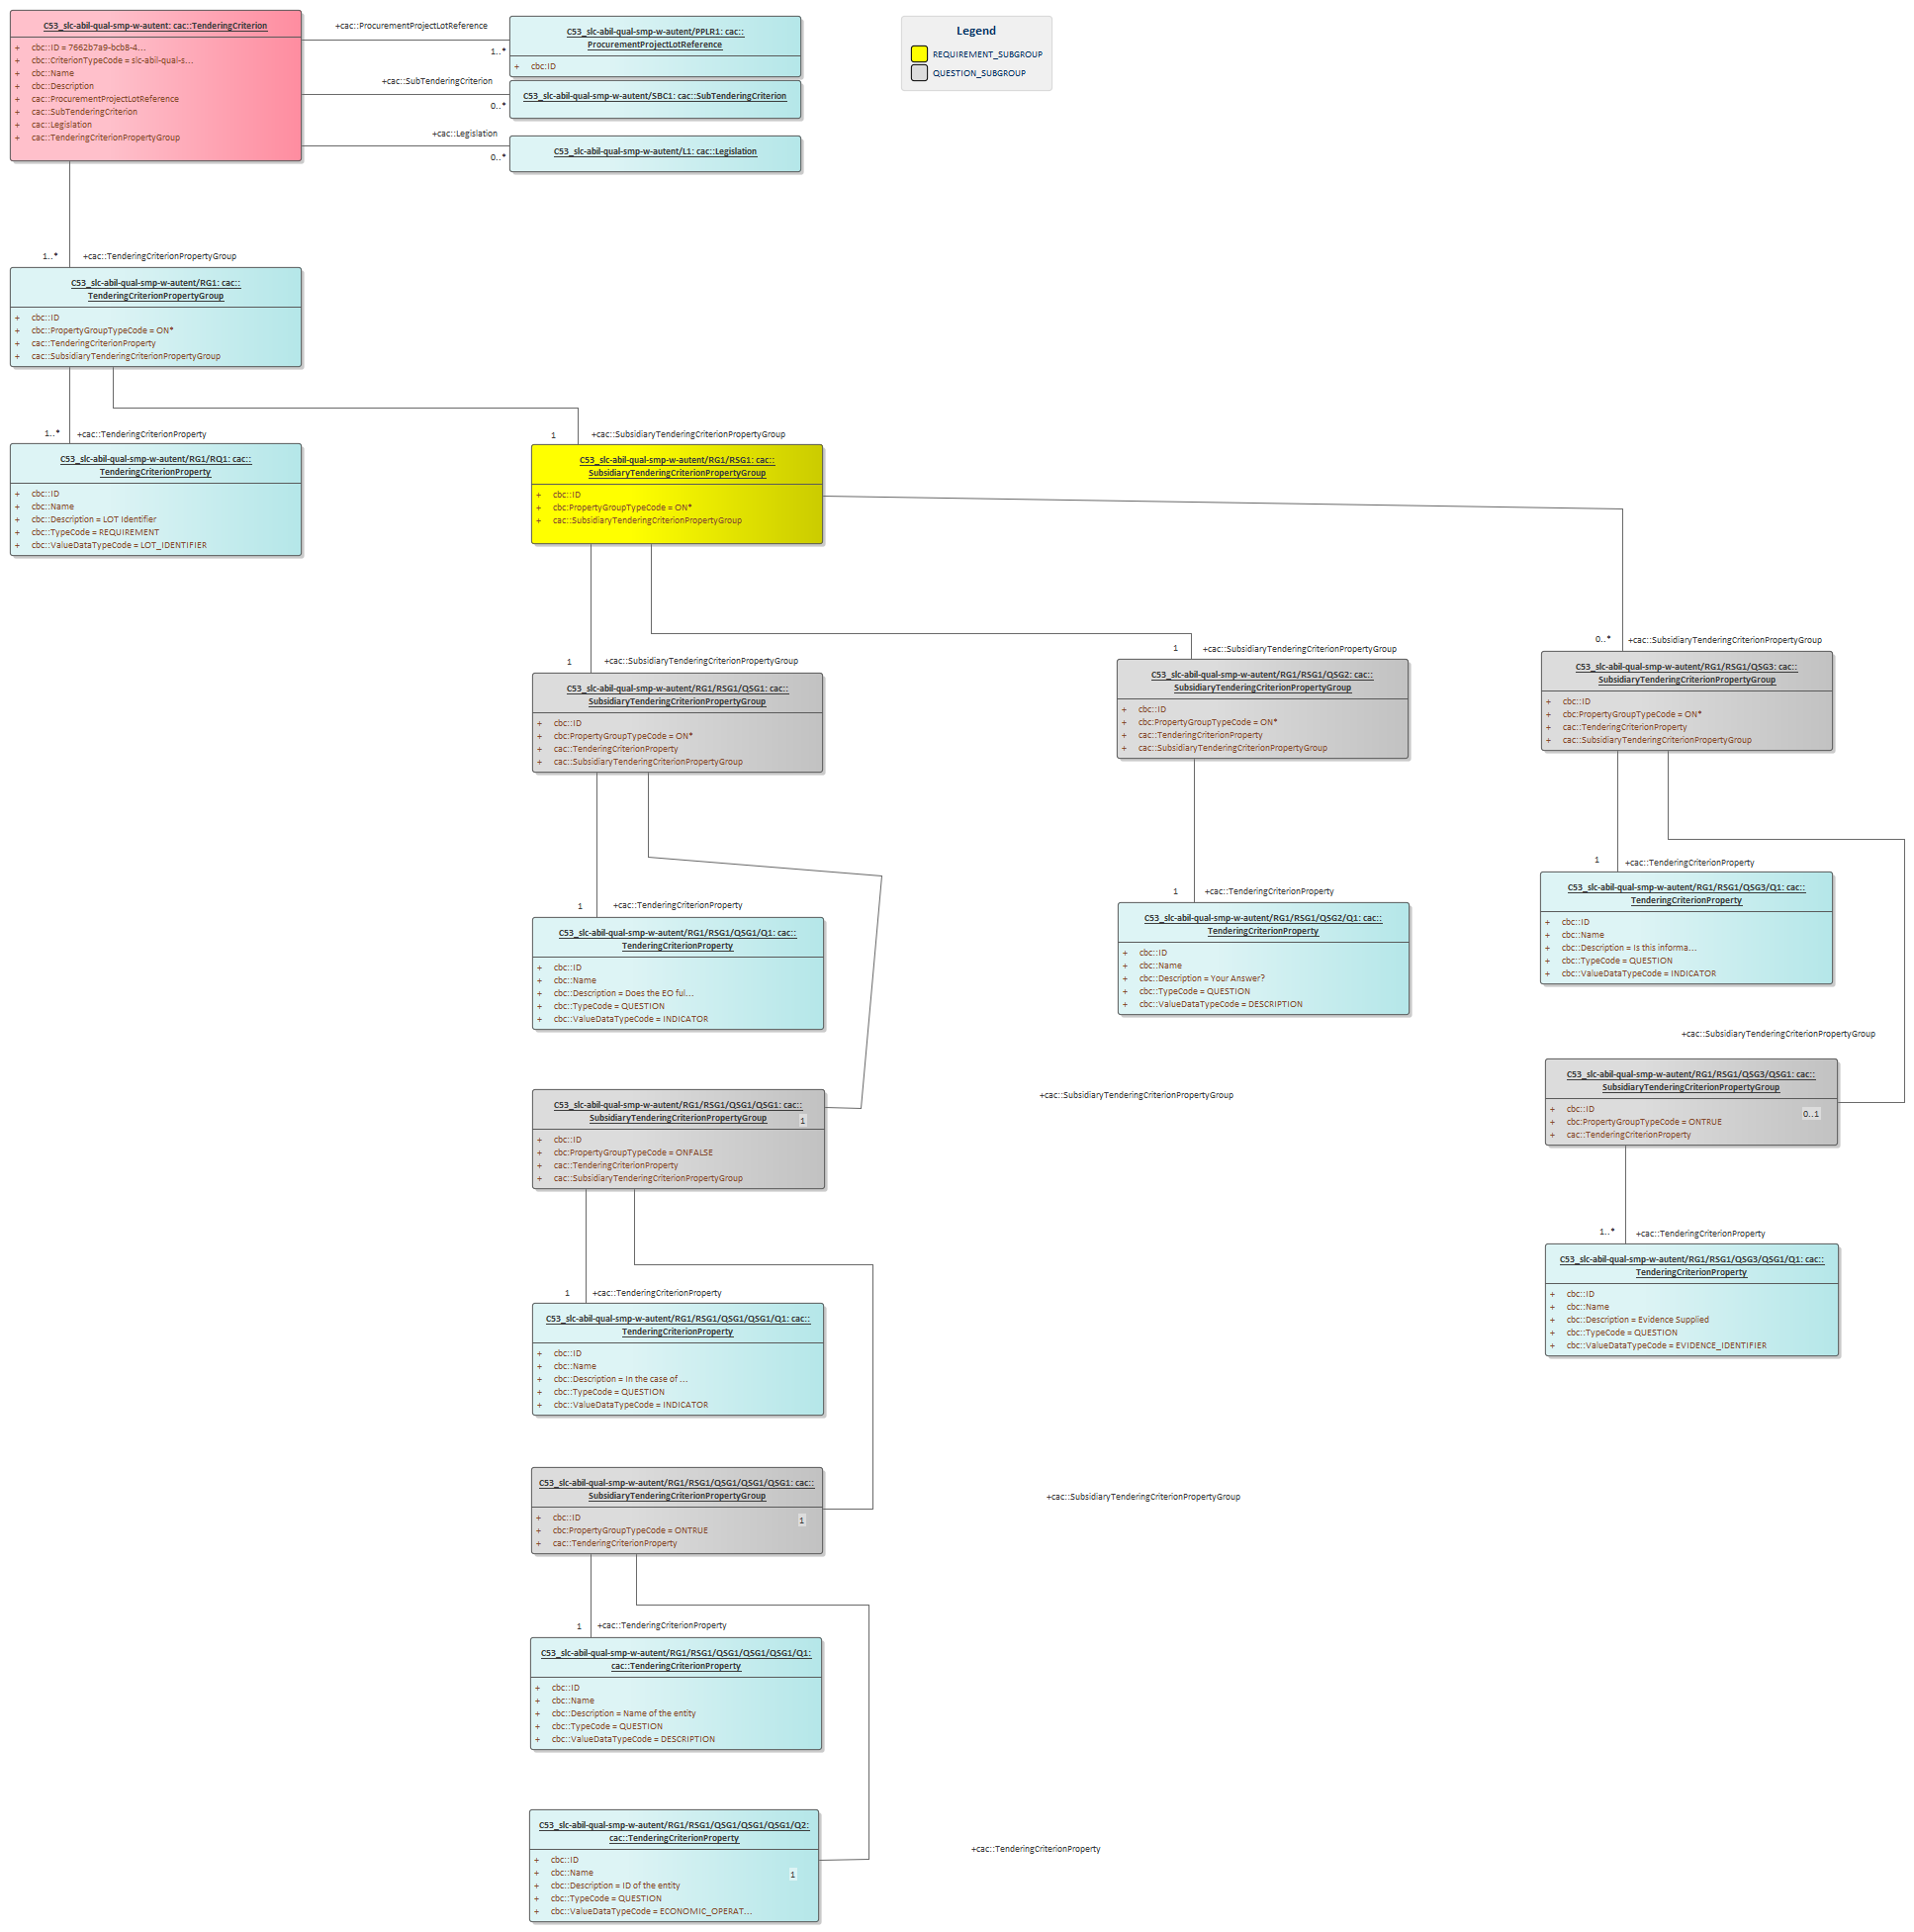 C53_slc-abil-qual-smp-w-autent: cac::TenderingCriterion
+ cbc::ID = 7662b7a9-bcb8-4...
+ cbc::CriterionTypeCode = slc-abil-qual-s...
+ cbc::Name
+ cbc::Description
+ cac::ProcurementProjectLotReference
+ cac::SubTenderingCriterion
+ cac::Legislation
+ cac::TenderingCriterionPropertyGroup
+cac::ProcurementProjectLotReference
1..*
C53_slc-abil-qual-smp-w-autent/PPLR1: cac::
ProcurementProjectLotReference
+ cbc:ID
+cac::SubTenderingCriterion
0..*
C53_slc-abil-qual-smp-w-autent/SBC1: cac::SubTenderingCriterion
+cac::Legislation
0..*
C53_slc-abil-qual-smp-w-autent/L1: cac::Legislation
Legend
REQUIREMENT_SUBGROUP
QUESTION_SUBGROUP
1..* +cac::TenderingCriterionPropertyGroup
C53_slc-abil-qual-smp-w-autent/RG1: cac::
TenderingCriterionPropertyGroup
+ cbc::ID
+ cbc::PropertyGroupTypeCode = ON*
+ cac::TenderingCriterionProperty
+ cac::SubsidiaryTenderingCriterionPropertyGroup
1..* +cac::TenderingCriterionProperty
C53_slc-abil-qual-smp-w-autent/RG1/RQ1: cac::
TenderingCriterionProperty
+ cbc::ID
+ cbc::Name
+ cbc::Description = LOT Identifier
+ cbc::TypeCode = REQUIREMENT
+ cbc::ValueDataTypeCode = LOT_IDENTIFIER
1 +cac::SubsidiaryTenderingCriterionPropertyGroup
C53_slc-abil-qual-smp-w-autent/RG1/RSG1: cac::
SubsidiaryTenderingCriterionPropertyGroup
+ cbc::ID
+ cbc:PropertyGroupTypeCode = ON*
+ cac::SubsidiaryTenderingCriterionPropertyGroup
1 +cac::SubsidiaryTenderingCriterionPropertyGroup
C53_slc-abil-qual-smp-w-autent/RG1/RSG1/QSG1: cac::
SubsidiaryTenderingCriterionPropertyGroup
+ cbc::ID
+ cbc:PropertyGroupTypeCode = ON*
+ cac::TenderingCriterionProperty
+ cac::SubsidiaryTenderingCriterionPropertyGroup
1 +cac::SubsidiaryTenderingCriterionPropertyGroup
C53_slc-abil-qual-smp-w-autent/RG1/RSG1/QSG2: cac::
SubsidiaryTenderingCriterionPropertyGroup
+ cbc::ID
+ cbc:PropertyGroupTypeCode = ON*
+ cac::TenderingCriterionProperty
+ cac::SubsidiaryTenderingCriterionPropertyGroup
0..* +cac::SubsidiaryTenderingCriterionPropertyGroup
C53_slc-abil-qual-smp-w-autent/RG1/RSG1/QSG3: cac::
SubsidiaryTenderingCriterionPropertyGroup
+ cbc::ID
+ cbc:PropertyGroupTypeCode = ON*
+ cac::TenderingCriterionProperty
+ cac::SubsidiaryTenderingCriterionPropertyGroup
1 +cac::TenderingCriterionProperty
C53_slc-abil-qual-smp-w-autent/RG1/RSG1/QSG1/Q1: cac::
TenderingCriterionProperty
+ cbc::ID
+ cbc::Name
+ cbc::Description = Does the EO ful...
+ cbc::TypeCode = QUESTION
+ cbc::ValueDataTypeCode = INDICATOR
1 +cac::TenderingCriterionProperty
C53_slc-abil-qual-smp-w-autent/RG1/RSG1/QSG2/Q1: cac::
TenderingCriterionProperty
+ cbc::ID
+ cbc::Name
+ cbc::Description = Your Answer?
+ cbc::TypeCode = QUESTION
+ cbc::ValueDataTypeCode = DESCRIPTION
1 +cac::TenderingCriterionProperty
C53_slc-abil-qual-smp-w-autent/RG1/RSG1/QSG3/Q1: cac::
TenderingCriterionProperty
+ cbc::ID
+ cbc::Name
+ cbc::Description = Is this informa...
+ cbc::TypeCode = QUESTION
+ cbc::ValueDataTypeCode = INDICATOR
+cac::SubsidiaryTenderingCriterionPropertyGroup
C53_slc-abil-qual-smp-w-autent/RG1/RSG1/QSG3/QSG1: cac::
SubsidiaryTenderingCriterionPropertyGroup
+ cbc::ID
0..1
+ cbc:PropertyGroupTypeCode = ONTRUE
+ cac::TenderingCriterionProperty
+cac::SubsidiaryTenderingCriterionPropertyGroup
C53_slc-abil-qual-smp-w-autent/RG1/RSG1/QSG1/QSG1: cac::
SubsidiaryTenderingCriterionPropertyGroup
1
+ cbc::ID
+ cbc:PropertyGroupTypeCode = ONFALSE
+ cac::TenderingCriterionProperty
+ cac::SubsidiaryTenderingCriterionPropertyGroup
1..* +cac::TenderingCriterionProperty
C53_slc-abil-qual-smp-w-autent/RG1/RSG1/QSG3/QSG1/Q1: cac::
TenderingCriterionProperty
+ cbc::ID
+ cbc::Name
+ cbc::Description = Evidence Supplied
+ cbc::TypeCode = QUESTION
+ cbc::ValueDataTypeCode = EVIDENCE_IDENTIFIER
1 +cac::TenderingCriterionProperty
C53_slc-abil-qual-smp-w-autent/RG1/RSG1/QSG1/QSG1/Q1: cac::
TenderingCriterionProperty
+ cbc::ID
+ cbc::Name
+ cbc::Description = In the case of ...
+ cbc::TypeCode = QUESTION
+ cbc::ValueDataTypeCode = INDICATOR
+cac::SubsidiaryTenderingCriterionPropertyGroup
C53_slc-abil-qual-smp-w-autent/RG1/RSG1/QSG1/QSG1/QSG1: cac::
SubsidiaryTenderingCriterionPropertyGroup
+ cbc::ID
1
+ cbc:PropertyGroupTypeCode = ONTRUE
+ cac::TenderingCriterionProperty
1 +cac::TenderingCriterionProperty
C53_slc-abil-qual-smp-w-autent/RG1/RSG1/QSG1/QSG1/QSG1/Q1:
cac::TenderingCriterionProperty
+ cbc::ID
+ cbc::Name
+ cbc::Description = Name of the entity
+ cbc::TypeCode = QUESTION
+ cbc::ValueDataTypeCode = DESCRIPTION
+cac::TenderingCriterionProperty
C53_slc-abil-qual-smp-w-autent/RG1/RSG1/QSG1/QSG1/QSG1/Q2:
cac::TenderingCriterionProperty
+ cbc::ID
+ cbc::Name
1
+ cbc::Description = ID of the entity
+ cbc::TypeCode = QUESTION
+ cbc::ValueDataTypeCode = ECONOMIC_OPERAT...